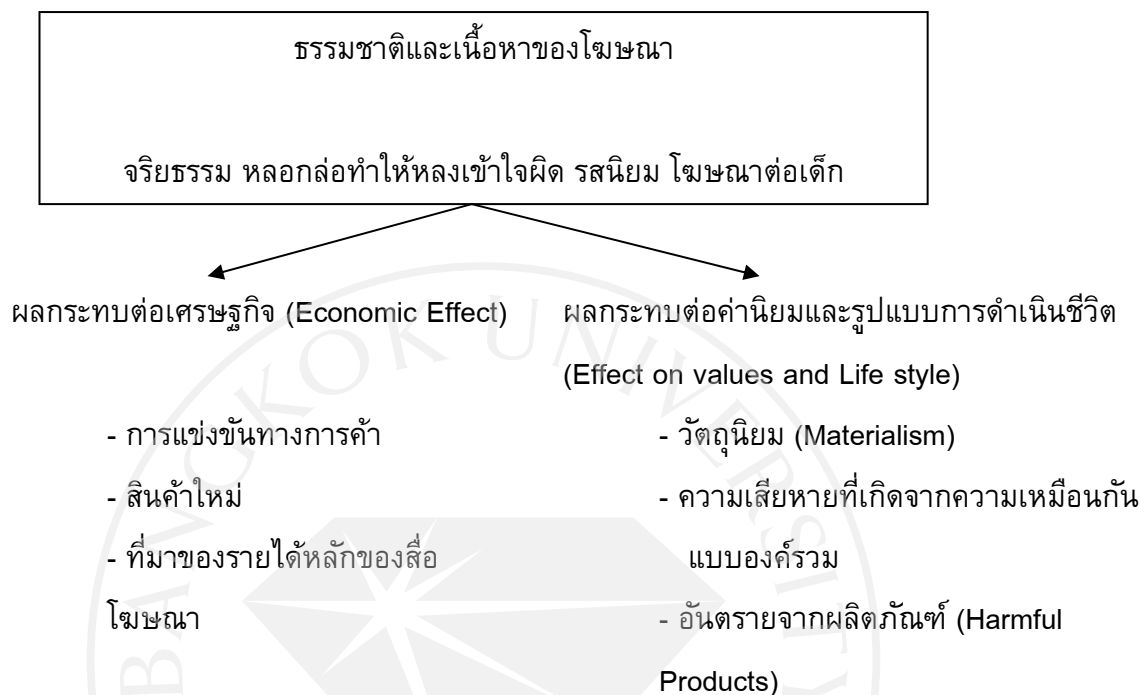 ธรรมชาติและเนื้อหาของโฆษณา
จริยธรรม หลอกล่อทำให้หลงเข้าใจผิด รสนิยม โฆษณาต่อเด็ก
ผลกระทบต่อเศรษฐกิจ (Economic Effect)
- การแข่งขันทางการค้า
- สินค้าใหม่
- ที่มาของรายได้หลักของสื่อ
โฆษณา
ผลกระทบต่อค่านิยมและรูปแบบการดำเนินชีวิต
(Effect on values and Life style)
- วัตถุนิยม (Materialism)
- ความเสียหายที่เกิดจากความเหมือนกัน
แบบองค์รวม
- อันตรายจากผลิตภัณฑ์ (Harmful
Products)
BANGKOK UNIVERSITY